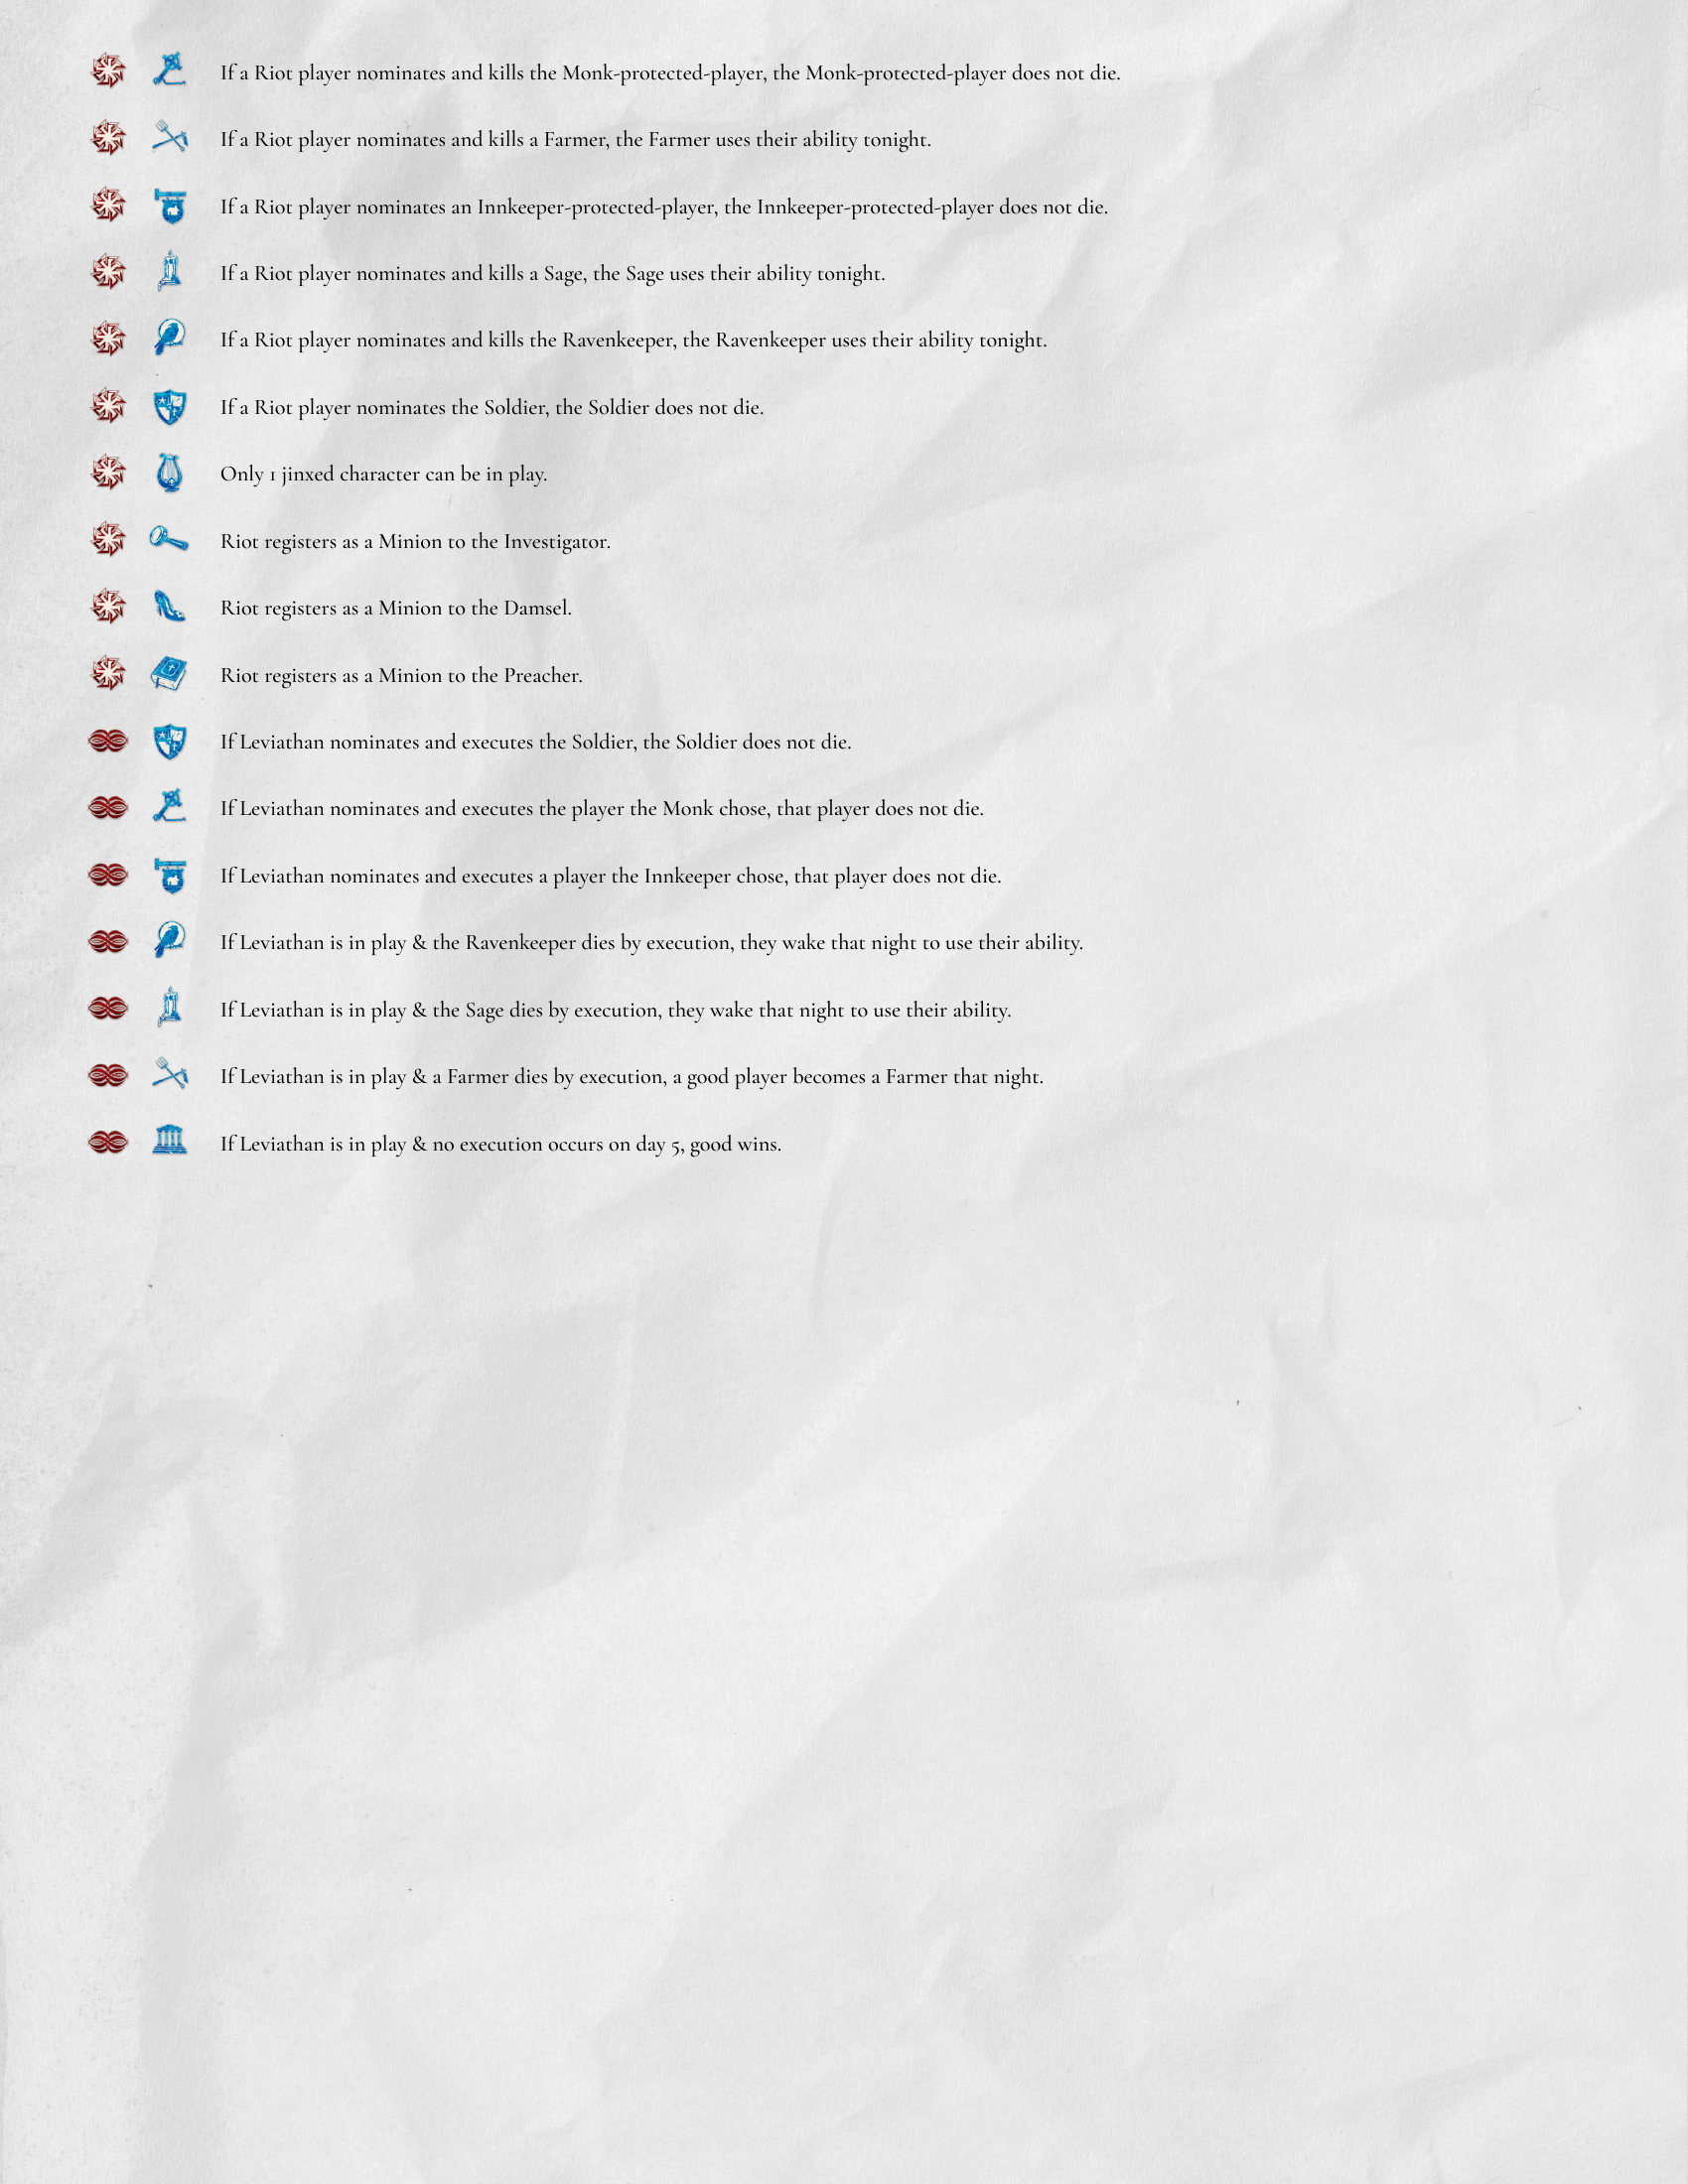 If a Riot player nominates and kills the Monk-protected-player, the Monk-protected-player does not die.
If a Riot player nominates and kills a Farmer, the Farmer uses their ability tonight.
If a Riot player nominates an Innkeeper-protected-player, the Innkeeper-protected-player does not die.
If a Riot player nominates and kills a Sage, the Sage uses their ability tonight.
If a Riot player nominates and kills the Ravenkeeper, the Ravenkeeper uses their ability tonight.
If a Riot player nominates the Soldier, the Soldier does not die.
Only 1 jinxed character can be in play.
Riot registers as a Minion to the Investigator.
Riot registers as a Minion to the Damsel.
Riot registers as a Minion to the Preacher.
If Leviathan nominates and executes the Soldier, the Soldier does not die.
If Leviathan nominates and executes the player the Monk chose, that player does not die.
If Leviathan nominates and executes a player the Innkeeper chose, that player does not die.
If Leviathan is in play & the Ravenkeeper dies by execution, they wake that night to use their ability.
If Leviathan is in play & the Sage dies by execution, they wake that night to use their ability.
If Leviathan is in play & a Farmer dies by execution, a good player becomes a Farmer that night.
If Leviathan is in play & no execution occurs on day 5, good wins.